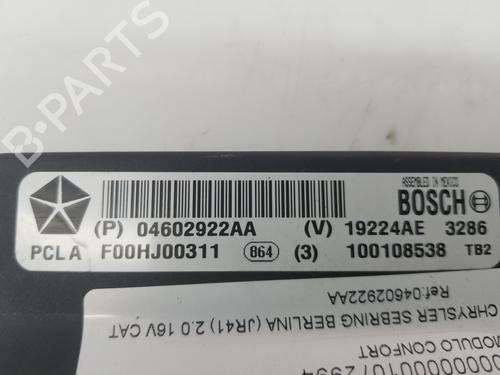 ASSEMBLED IN MEXICO
BOSCH
(P) 04602922AA (V) 19224AE 3286
PCLA F00HJ00311 864 (3) 100108538 TB2
Ref:04602922AA
CHRYSLER SEBRING BERLINA (JR41) 2.0 16V CAT
MODULO CONFORT
B-PARTS